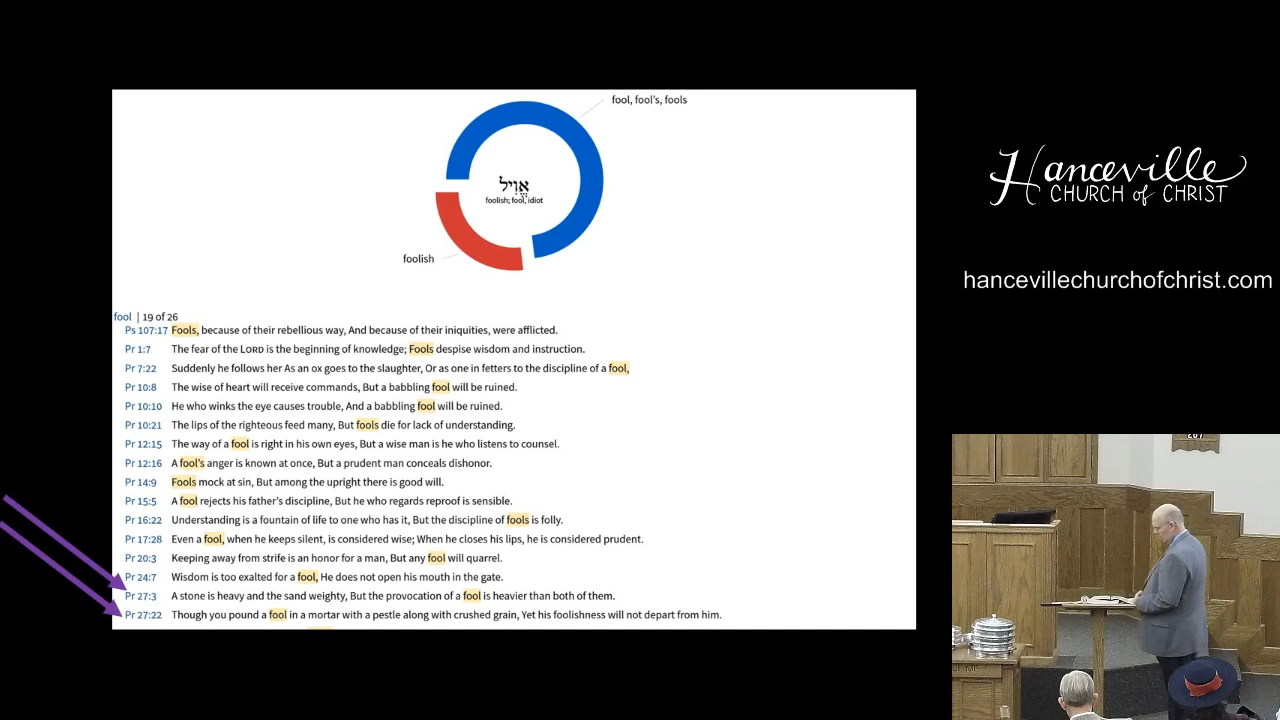 fool, fool's, fools
אֱוִיל
foolish; fool, idiot
foolish
fool | 19 of 26
Ps 107:17 Fools, because of their rebellious way, And because of their iniquities, were afflicted.
Pr 1:7 The fear of the LORD is the beginning of knowledge; Fools despise wisdom and instruction.
Pr 7:22 Suddenly he follows her As an ox goes to the slaughter, Or as one in fetters to the discipline of a fool,
Pr 10:8 The wise of heart will receive commands, But a babbling fool will be ruined.
Pr 10:10 He who winks the eye causes trouble, And a babbling fool will be ruined.
Pr 10:21 The lips of the righteous feed many, But fools die for lack of understanding.
Pr 12:15 The way of a fool is right in his own eyes, But a wise man is he who listens to counsel.
Pr 12:16 A fool's anger is known at once, But a prudent man conceals dishonor.
Pr 14:9 Fools mock at sin, But among the upright there is good will.
Pr 15:5 A fool rejects his father's discipline, But he who regards reproof is sensible.
Pr 16:22 Understanding is a fountain of life to one who has it, But the discipline of fools is folly.
Pr 17:28 Even a fool, when he keeps silent, is considered wise; When he closes his lips, he is considered prudent.
Pr 20:3 Keeping away from strife is an honor for a man, But any fool will quarrel.
Pr 24:7 Wisdom is too exalted for a fool, He does not open his mouth in the gate.
Pr 27:3 A stone is heavy and the sand weighty, But the provocation of a fool is heavier than both of them.
Pr 27:22 Though you pound a fool in a mortar with a pestle along with crushed grain, Yet his foolishness will not depart from him.
Hanceville
CHURCH of CHRIST
hancevillechurchofchrist.com